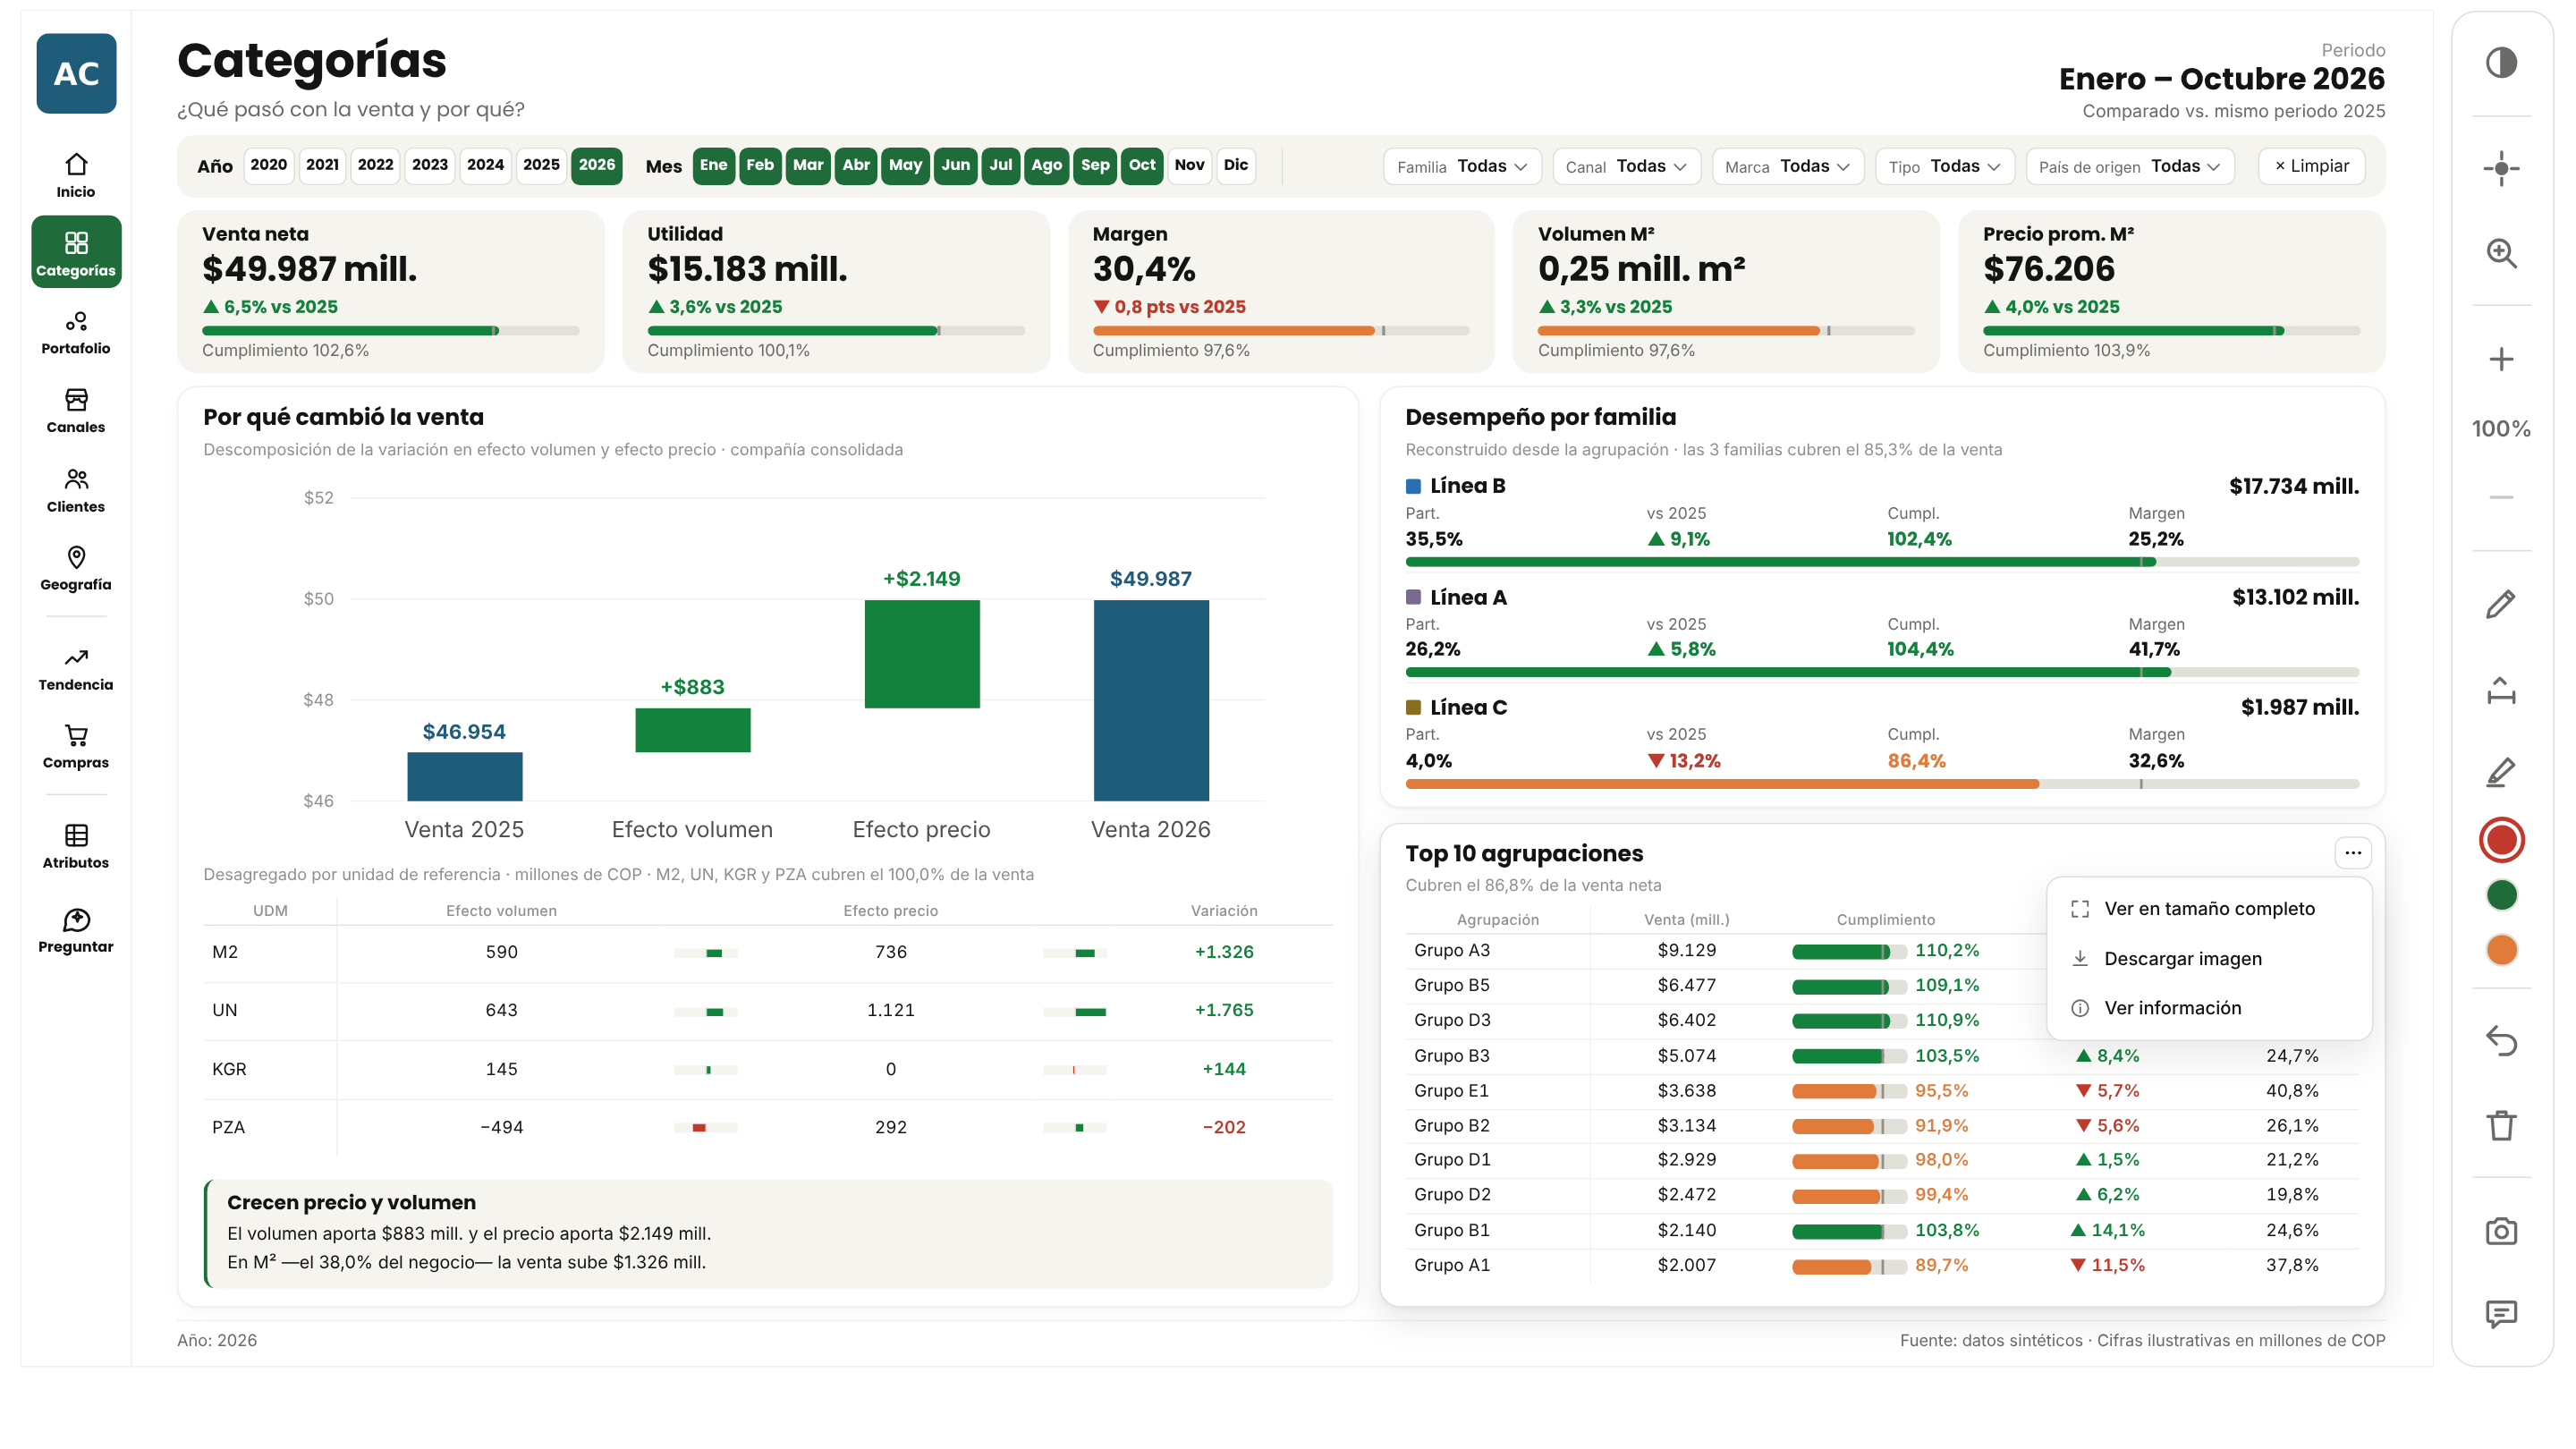 AC
Inicio
Categorías
Portafolio
Canales
Clientes
Geografía
Tendencia
Compras
Atributos
Preguntar
Categorías
¿Qué pasó con la venta y por qué?
Periodo
Enero – Octubre 2026
Comparado vs. mismo periodo 2025
Año 2020 2021 2022 2023 2024 2025 2026 Mes Ene Feb Mar Abr May Jun Jul Ago Sep Oct Nov Dic Familia Todas Canal Todas Marca Todas Tipo Todas País de origen Todas × Limpiar
Venta neta
$49.987 mill.
▲ 6,5% vs 2025
Cumplimiento 102,6%
Utilidad
$15.183 mill.
▲ 3,6% vs 2025
Cumplimiento 100,1%
Margen
30,4%
▼ 0,8 pts vs 2025
Cumplimiento 97,6%
Volumen M²
0,25 mill. m²
▲ 3,3% vs 2025
Cumplimiento 97,6%
Precio prom. M²
$76.206
▲ 4,0% vs 2025
Cumplimiento 103,9%
Por qué cambió la venta
Descomposición de la variación en efecto volumen y efecto precio · compañía consolidada
$52
$50
$48
$46
$46.954
+$883
+$2.149
$49.987
Venta 2025 Efecto volumen Efecto precio Venta 2026
Desagregado por unidad de referencia · millones de COP · M2, UN, KGR y PZA cubren el 100,0% de la venta
UDM Efecto volumen Efecto precio Variación
M2 590 736 +1.326
UN 643 1.121 +1.765
KGR 145 0 +144
PZA −494 292 −202
Crecen precio y volumen
El volumen aporta $883 mill. y el precio aporta $2.149 mill.
En M² —el 38,0% del negocio— la venta sube $1.326 mill.
Desempeño por familia
Reconstruido desde la agrupación · las 3 familias cubren el 85,3% de la venta
Línea B $17.734 mill.
Part. vs 2025 Cumpl. Margen
35,5% ▲ 9,1% 102,4% 25,2%
Línea A $13.102 mill.
Part. vs 2025 Cumpl. Margen
26,2% ▲ 5,8% 104,4% 41,7%
Línea C $1.987 mill.
Part. vs 2025 Cumpl. Margen
4,0% ▼ 13,2% 86,4% 32,6%
Top 10 agrupaciones
Cubren el 86,8% de la venta neta
Agrupación Venta (mill.) Cumplimiento
Grupo A3 $9.129 110,2%
Grupo B5 $6.477 109,1%
Grupo D3 $6.402 110,9%
Grupo B3 $5.074 103,5% ▲ 8,4% 24,7%
Grupo E1 $3.638 95,5% ▼ 5,7% 40,8%
Grupo B2 $3.134 91,9% ▼ 5,6% 26,1%
Grupo D1 $2.929 98,0% ▲ 1,5% 21,2%
Grupo D2 $2.472 99,4% ▲ 6,2% 19,8%
Grupo B1 $2.140 103,8% ▲ 14,1% 24,6%
Grupo A1 $2.007 89,7% ▼ 11,5% 37,8%
Ver en tamaño completo
Descargar imagen
Ver información
Año: 2026
Fuente: datos sintéticos · Cifras ilustrativas en millones de COP
100%